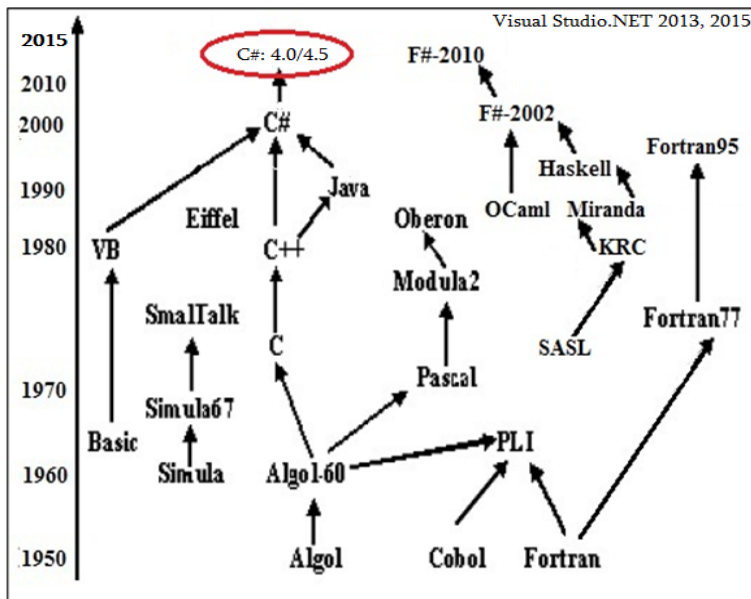 Visual Studio.NET 2013, 2015
2015
C#: 4.0/4.5
F#-2010
2010
F#-2002
2000
C#
Fortran95
Haskell
1990
Java
Eiffel
Oberon
OCaml
Miranda
1980
VB
C++
KRC
Modula2
SmalTalk
Fortran77
C
SASL
1970
Pascal
Simula67
Basic
PLI
1960
Simula
Algol-60
1950
Algol
Cobol
Fortran